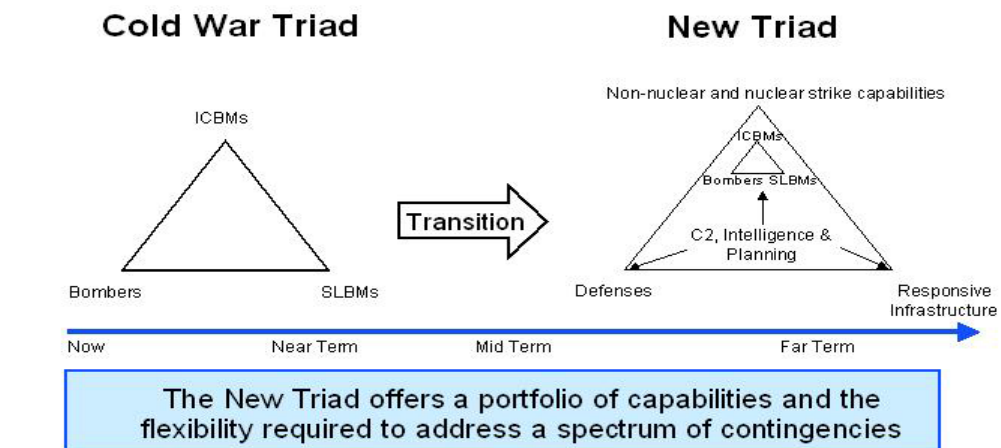 Cold War Triad
New Triad
Non-nuclear and nuclear strike capabilities
ICBMs
ICBMs
Bombers SLBMs
Transition
C2, Intelligence &
Planning
Bombers
SLBMs
Defenses
Responsive
Infrastructure
Now
Near Term
Mid Term
Far Term
The New Triad offers a portfolio of capabilities and the
flexibility required to address a spectrum of contingencies